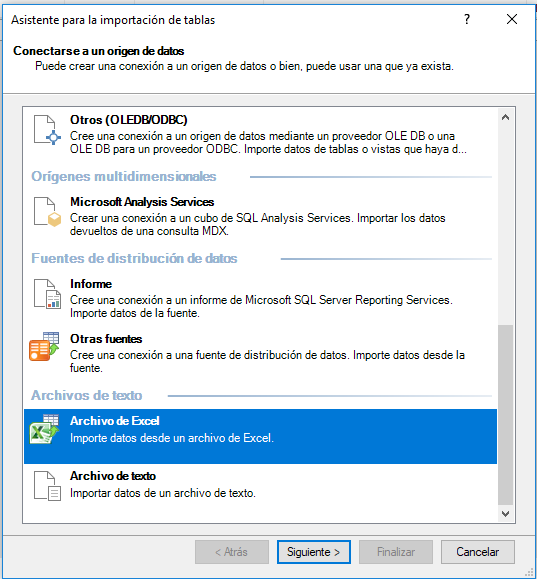 Asistente para la importación de tablas
?
Conectarse a un origen de datos
Puede crear una conexión a un origen de datos o bien, puede usar una que ya exista.
Otros (OLEDB/ODBC)
Cree una conexión a un origen de datos mediante un proveedor OLE DB o una
OLE DB para un proveedor ODBC. Importe datos de tablas o vistas que haya d...
Orígenes multidimensionales
Microsoft Analysis Services
Crear una conexión a un cubo de SQL Analysis Services. Importar los datos
devueltos de una consulta MDX.
Fuentes de distribución de datos
Informe
Cree una conexión a un informe de Microsoft SQL Server Reporting Services.
Importe datos de la fuente.
Otras fuentes
Cree una conexión a una fuente de distribución de datos. Importe datos desde la
fuente.
Archivos de texto
Archivo de Excel
Importe datos desde un archivo de Excel.
Archivo de texto
Importar datos de un archivo de texto.
< Atrás
Siguiente >
Finalizar
Cancelar